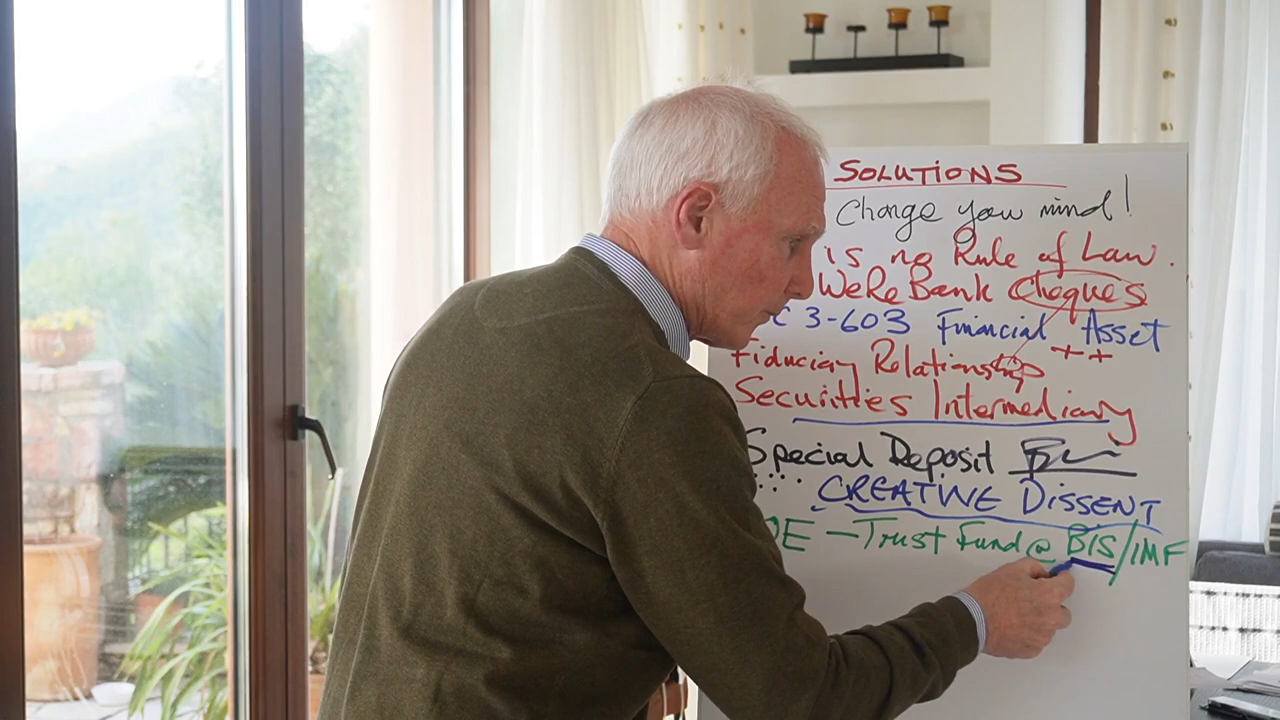 SOLUTIONS
Change you mind!
is no Rule of Law.
WeRe Bank Cheques
C 3-603 Financial Asset
Fiduciary Relationship ++
Securities Intermediary
Special Deposit
CREATIVE DISSENT
DE - Trust Fund @ BIS/IMF